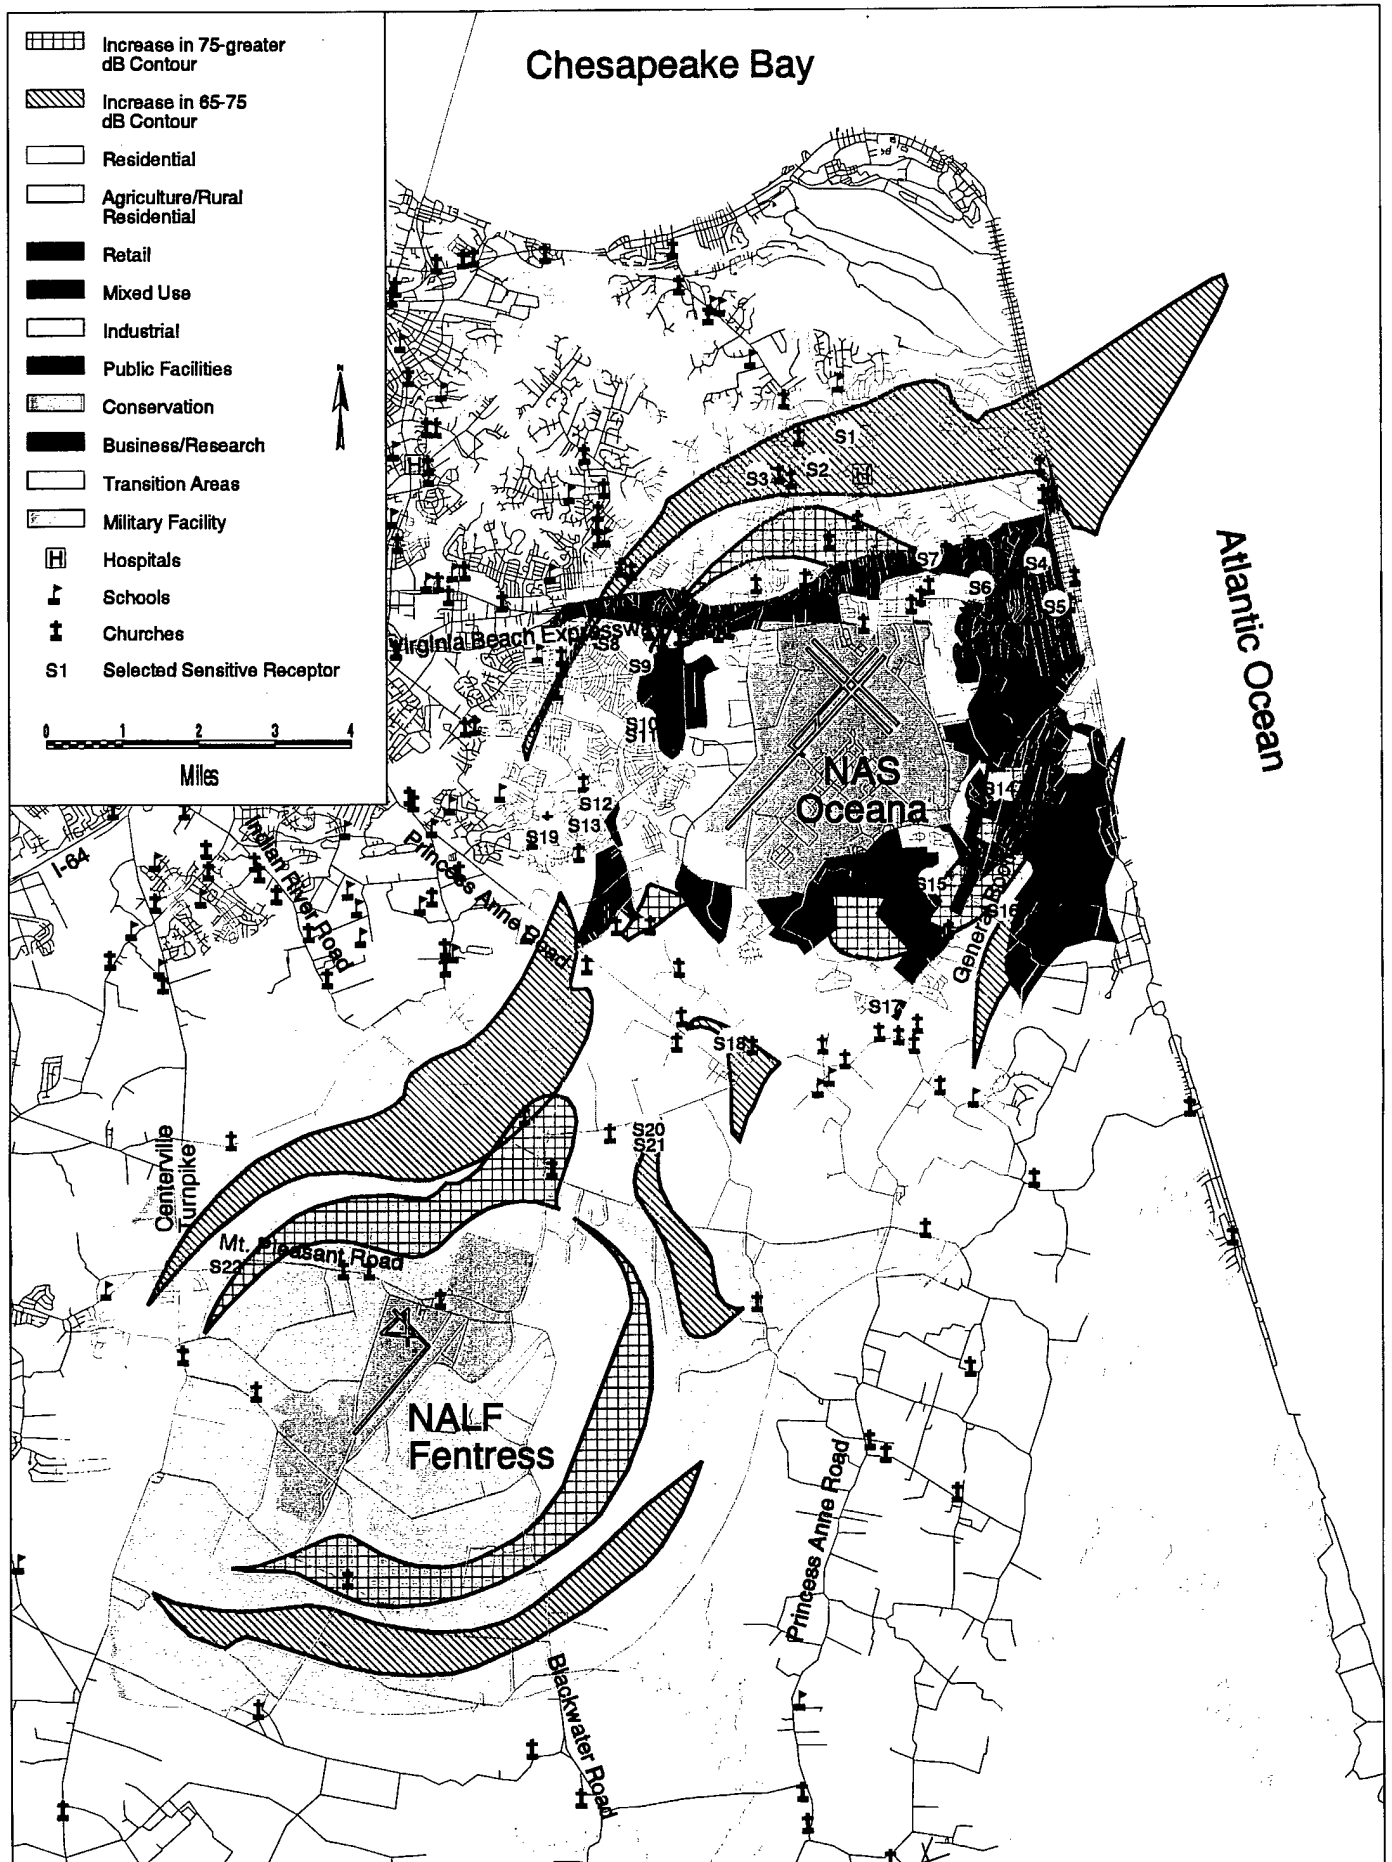 Increase in 75-greater
dB Contour
Increase in 65-75
dB Contour
Residential
Agriculture/Rural
Residential
Retail
Mixed Use
Industrial
Public Facilities
Conservation
Business/Research
Transition Areas
Military Facility
H Hospitals
Schools
Churches
S1 Selected Sensitive Receptor
N
0 1 2 3 4
Miles
Chesapeake Bay
Atlantic Ocean
H
S1
S2
S3
H
S7
S4
S6
S5
Virginia Beach
S8
S9
S10
S11
NAS
Oceana
S14
S12
S13
S19
I-64
Indian River Road
Princess Anne Road
S15
S16
S17
S18
S20
S21
Centerville
Turnpike
Mt. Pleasant Road
S22
NALF
Fentress
Princess Anne Road
Blackwater Road